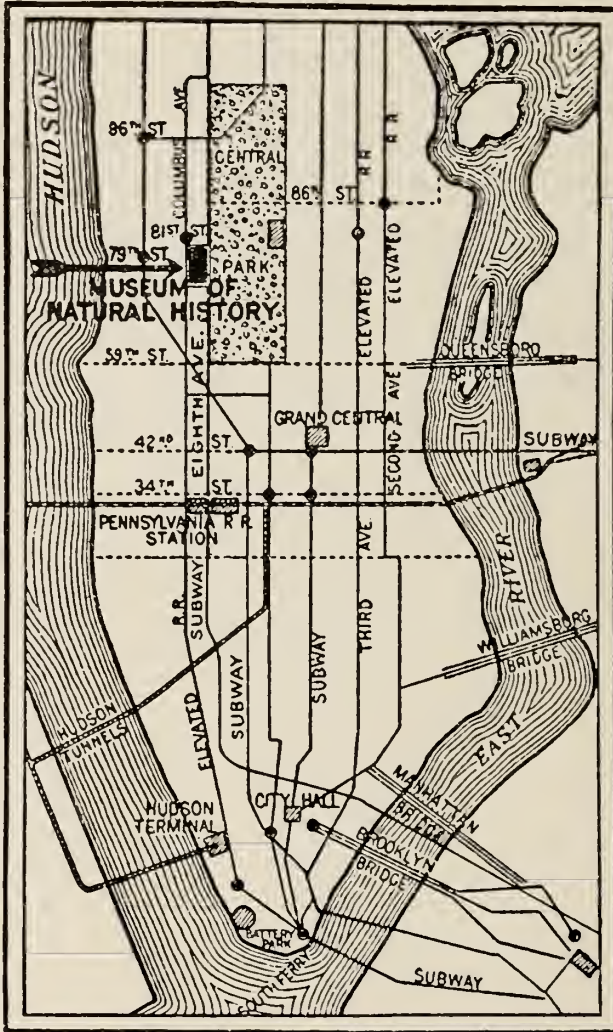 HUDSON
86TH ST.
COLUMBUS AVE
CENTRAL
PARK
86TH ST.
81ST ST.
79TH ST.
MUSEUM OF
NATURAL HISTORY
59TH ST.
EIGHTH AVE.
ELEVATED R.R.
ELEVATED R.R.
QUEENSBORO
BRIDGE
GRAND CENTRAL
42ND ST.
SUBWAY
SECOND AVE
34TH ST.
PENNSYLVANIA R.R.
STATION
THIRD AVE.
R.R.
SUBWAY
SUBWAY
SUBWAY
ELEVATED
RIVER
EAST
WILLIAMSBURG
BRIDGE
HUDSON
TUNNELS
HUDSON
TERMINAL
CITY HALL
MANHATTAN
BRIDGE
BROOKLYN
BRIDGE
BATTERY
PARK
SOUTH FERRY
SUBWAY